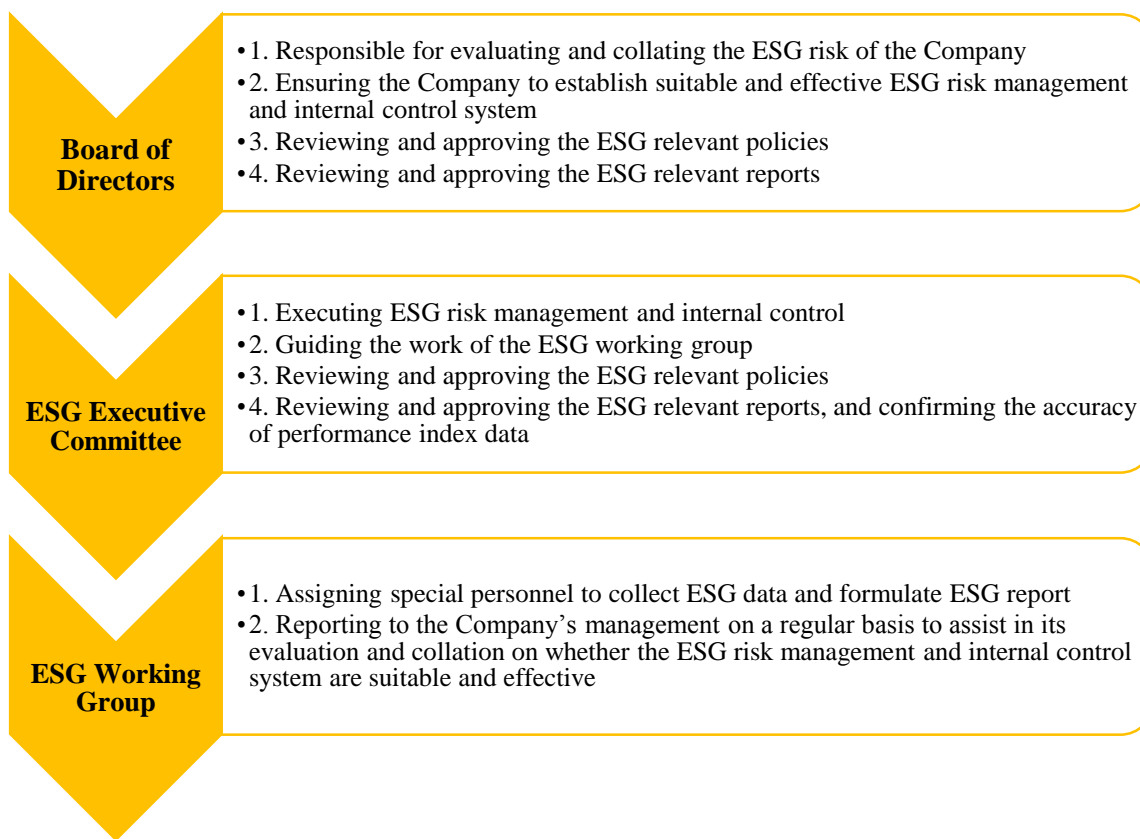 Board of
Directors
•1. Responsible for evaluating and collating the ESG risk of the Company
•2. Ensuring the Company to establish suitable and effective ESG risk management
and internal control system
•3. Reviewing and approving the ESG relevant policies
•4. Reviewing and approving the ESG relevant reports
ESG Executive
Committee
•1. Executing ESG risk management and internal control
•2. Guiding the work of the ESG working group
•3. Reviewing and approving the ESG relevant policies
•4. Reviewing and approving the ESG relevant reports, and confirming the accuracy
of performance index data
ESG Working
Group
•1. Assigning special personnel to collect ESG data and formulate ESG report
•2. Reporting to the Company’s management on a regular basis to assist in its
evaluation and collation on whether the ESG risk management and internal control
system are suitable and effective